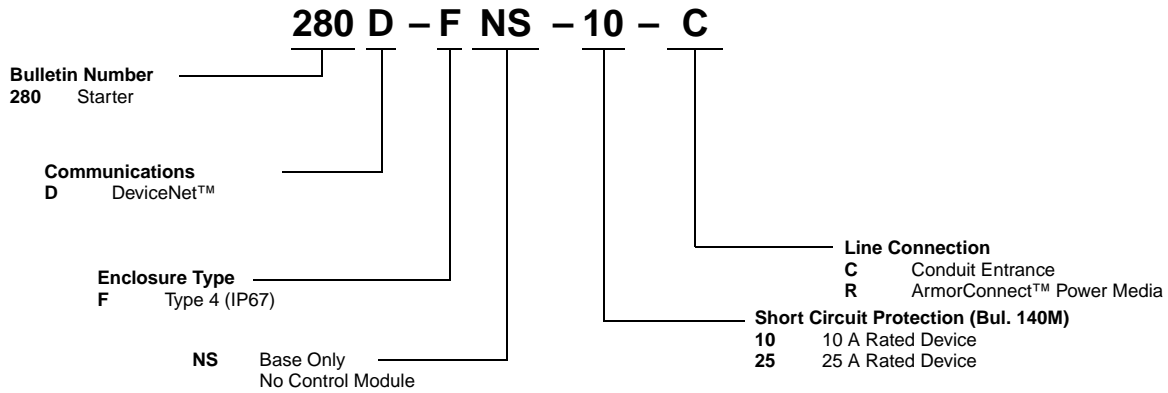 280 D – F NS – 10 – C
Bulletin Number
280 Starter
Communications
D DeviceNet™
Enclosure Type
F Type 4 (IP67)
NS Base Only
No Control Module
Line Connection
C Conduit Entrance
R ArmorConnect™ Power Media
Short Circuit Protection (Bul. 140M)
10 10 A Rated Device
25 25 A Rated Device